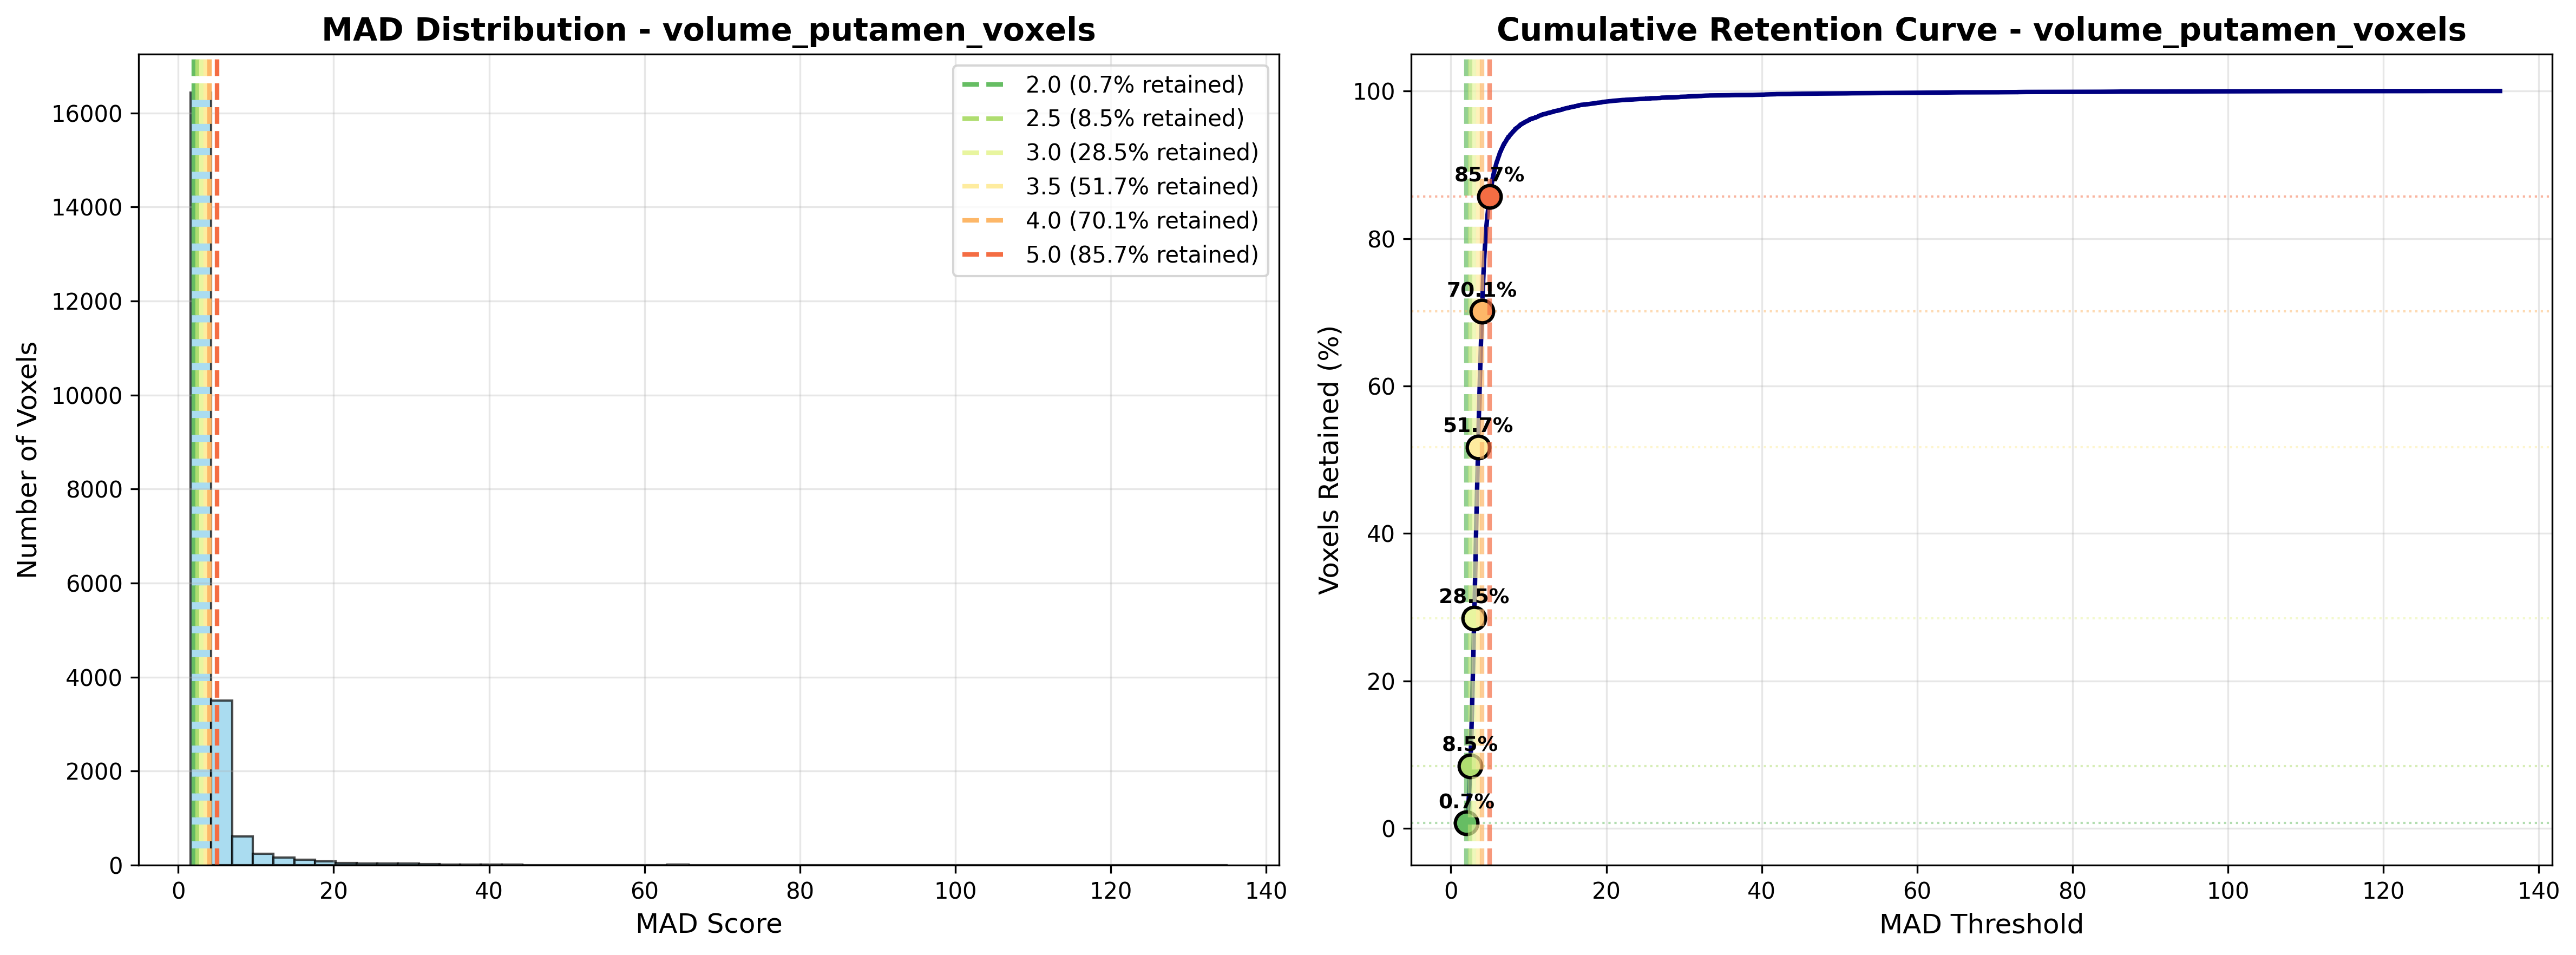 MAD Distribution - volume_putamen_voxels
Number of Voxels
16000
14000
12000
10000
8000
6000
4000
2000
0
2.0 (0.7% retained)
2.5 (8.5% retained)
3.0 (28.5% retained)
3.5 (51.7% retained)
4.0 (70.1% retained)
5.0 (85.7% retained)
0 20 40 60 80 100 120 140
MAD Score
Cumulative Retention Curve - volume_putamen_voxels
Voxels Retained (%)
100
80
60
40
20
0
85.7%
70.1%
51.7%
28.5%
8.5%
0.7%
0 20 40 60 80 100 120 140
MAD Threshold